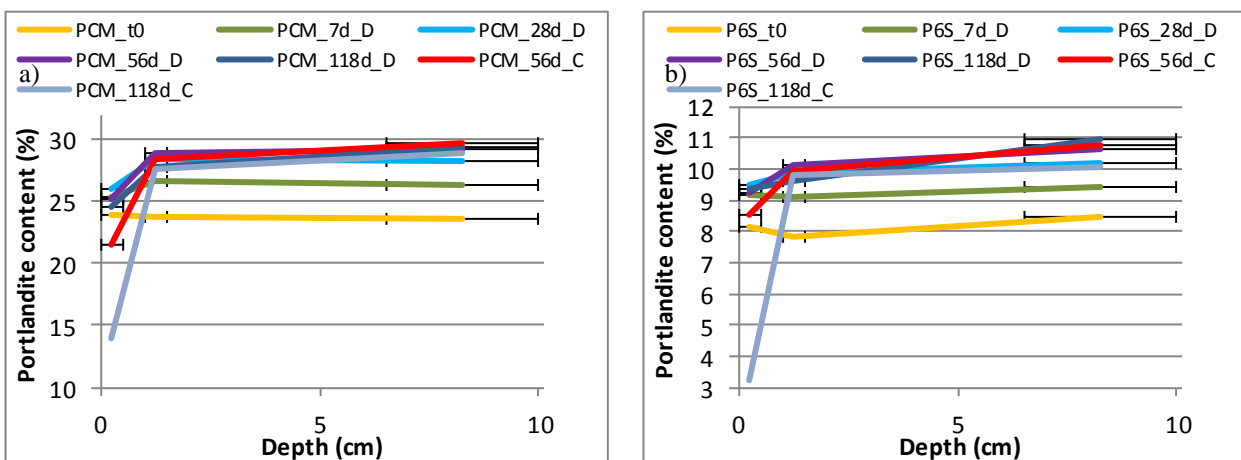 PCM_t0 PCM_7d_D PCM_28d_D
PCM_56d_D PCM_118d_D PCM_56d_C
a)
PCM_118d_C
Portlandite content (%)
30
25
20
15
10
0 5 10
Depth (cm)
P6S_t0 P6S_7d_D P6S_28d_D
P6S_56d_D P6S_118d_D P6S_56d_C
b)
P6S_118d_C
Portlandite content (%)
12
11
10
9
8
7
6
5
4
3
0 5 10
Depth (cm)